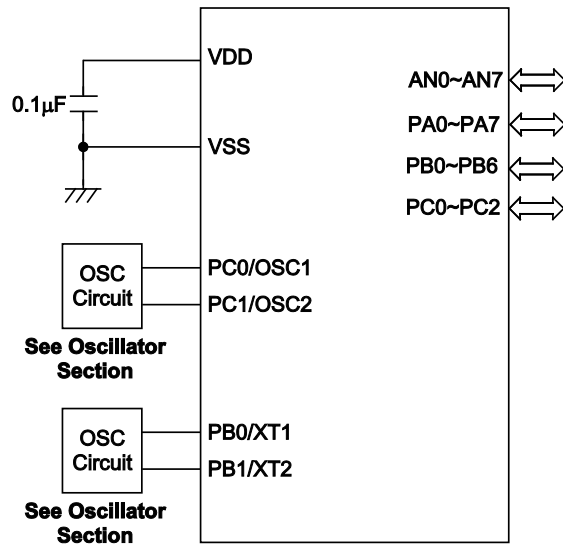 VDD
0.1μF
VSS
AN0~AN7
PA0~PA7
PB0~PB6
PC0~PC2
OSC
Circuit
PC0/OSC1
PC1/OSC2
See Oscillator
Section
OSC
Circuit
PB0/XT1
PB1/XT2
See Oscillator
Section